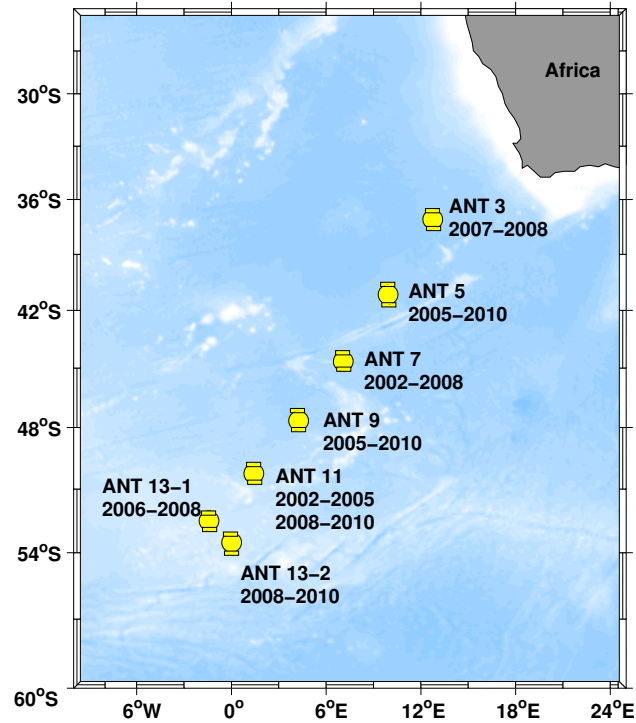 Africa
30°S
36°S
ANT 3
2007–2008
ANT 5
2005–2010
42°S
ANT 7
2002–2008
ANT 9
2005–2010
48°S
ANT 11
2002–2005
2008–2010
ANT 13–1
2006–2008
54°S
ANT 13–2
2008–2010
60°S
6°W 0° 6°E 12°E 18°E 24°E